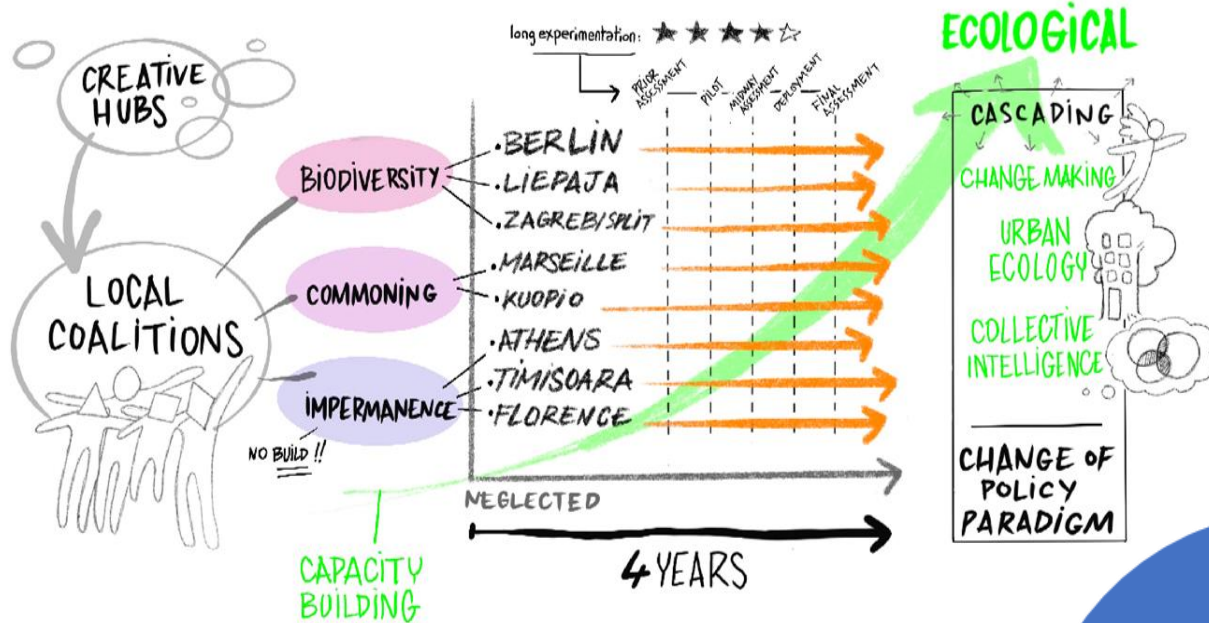 CREATIVE
HUBS
LOCAL
COALITIONS
BIODIVERSITY
COMMONING
IMPERMANENCE
NO BUILD !!
CAPACITY
BUILDING
long experimentation:
PRIOR
ASSESSMENT
PILOT
MIDWAY
ASSESSMENT
DEPLOYMENT
FINAL
ASSESSMENT
·BERLIN
·LIEPAJA
·ZAGREB/SPLIT
·MARSEILLE
·KUOPIO
·ATHENS
·TIMISOARA
·FLORENCE
NEGLECTED
4 YEARS
ECOLOGICAL
CASCADING
CHANGE MAKING
URBAN
ECOLOGY
COLLECTIVE
INTELLIGENCE
CHANGE OF
POLICY
PARADIGM